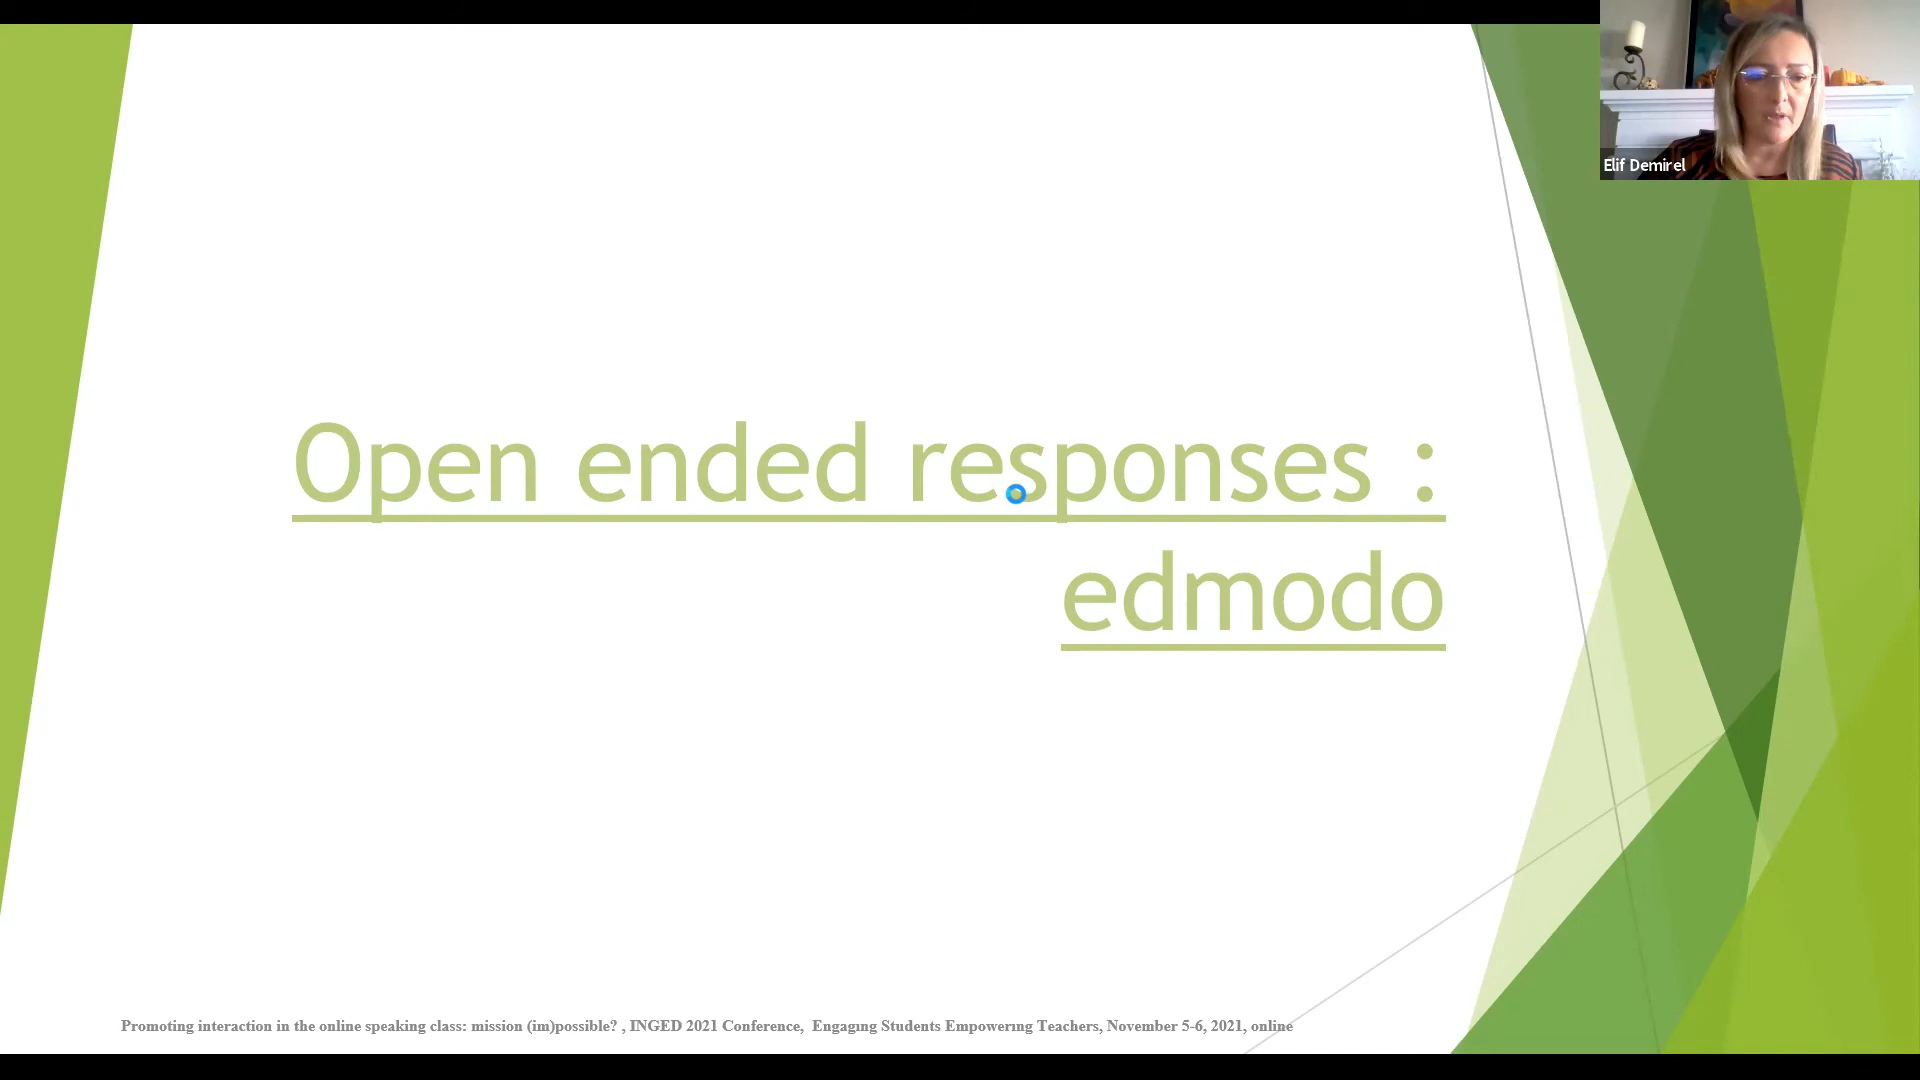 Elif Demirel
Open ended responses :
edmodo
Promoting interaction in the online speaking class: mission (im)possible? , INGED 2021 Conference,  Engagıng Students Empowerıng Teachers, November 5-6, 2021, online